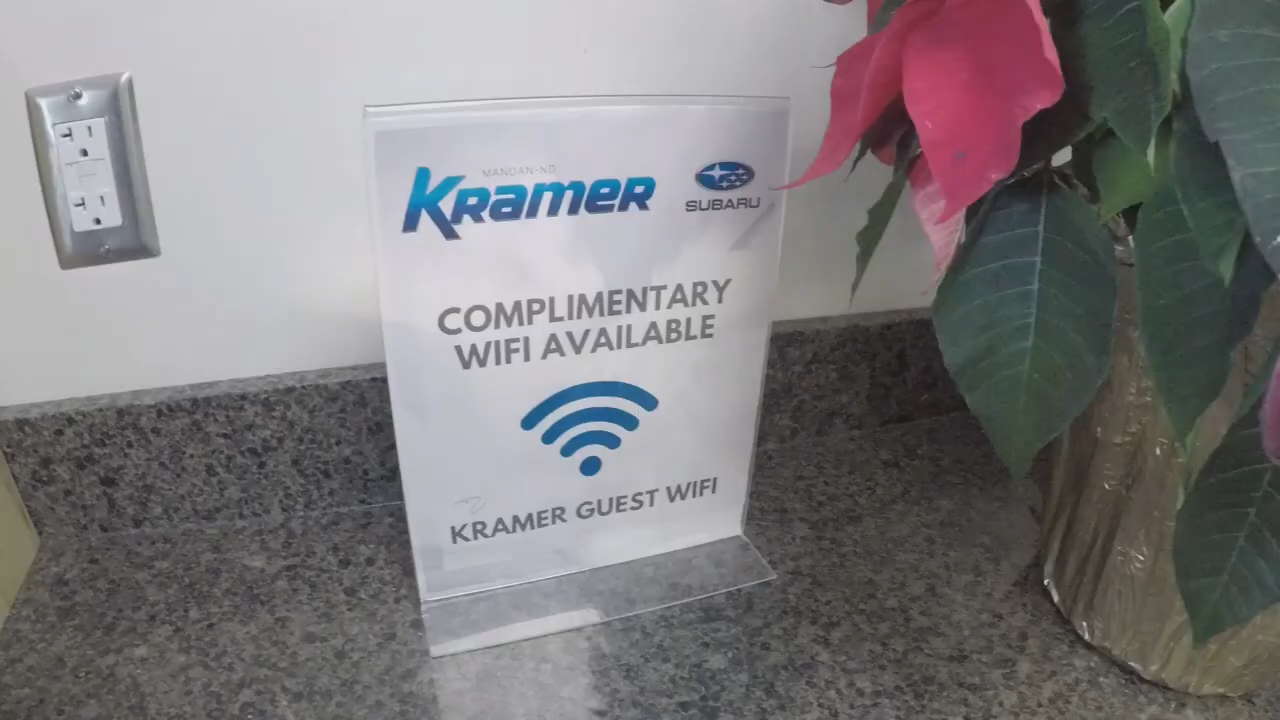 MANDAN-ND
Kramer
SUBARU
COMPLIMENTARY
WIFI AVAILABLE
KRAMER GUEST WIFI